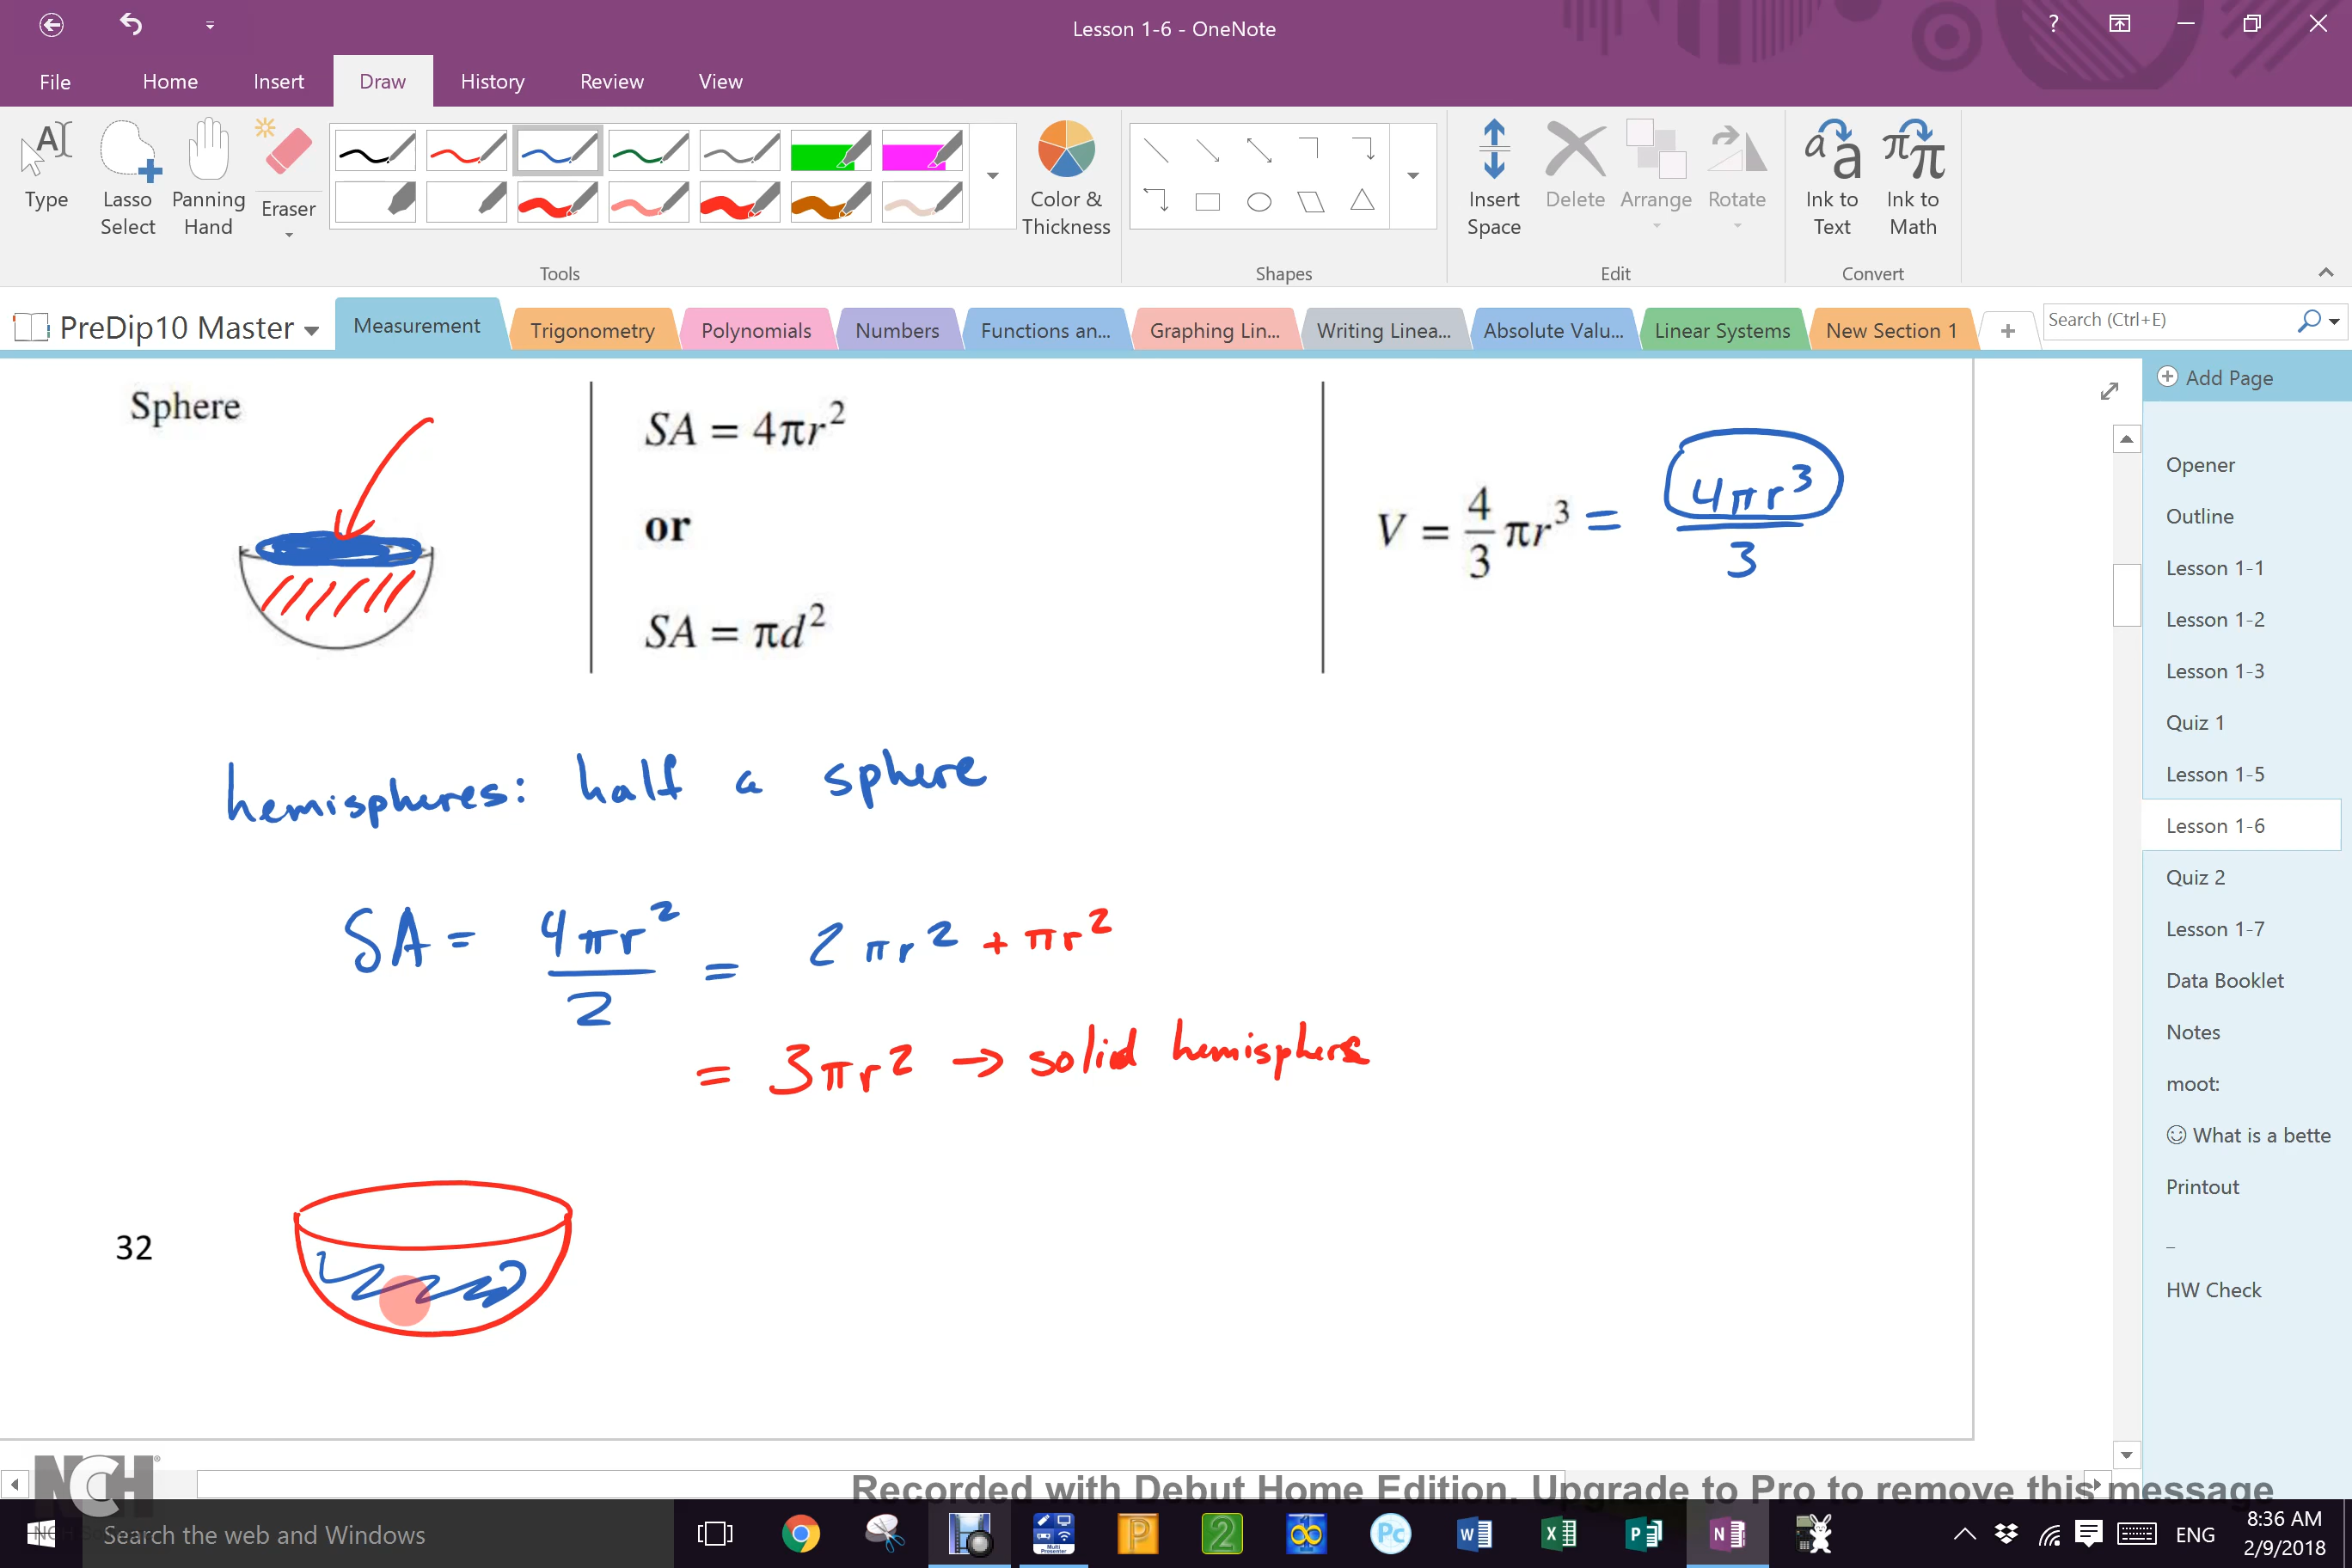 Lesson 1-6 - OneNote
?
File Home Insert Draw History Review View
Type
Lasso Select
Panning Hand
Eraser
Color & Thickness
Insert Space
Delete
Arrange
Rotate
Ink to Text
Ink to Math
Tools
Shapes
Edit
Convert
PreDip10 Master
Measurement Trigonometry Polynomials Numbers Functions an... Graphing Lin... Writing Linea... Absolute Valu... Linear Systems New Section 1 +
Search (Ctrl+E)
Sphere
SA = 4πr²
or
SA = πd²
V = 4/3 πr³ = 4πr³/3
hemispheres: half a sphere
SA = 4πr²/2 = 2πr² + πr²
= 3πr² → solid hemisphere
32
Add Page
Opener
Outline
Lesson 1-1
Lesson 1-2
Lesson 1-3
Quiz 1
Lesson 1-5
Lesson 1-6
Quiz 2
Lesson 1-7
Data Booklet
Notes
moot:
☺ What is a bette
Printout
–
HW Check
NCH
Recorded with Debut Home Edition. Upgrade to Pro to remove this message
Search the web and Windows
ENG
8:36 AM
2/9/2018